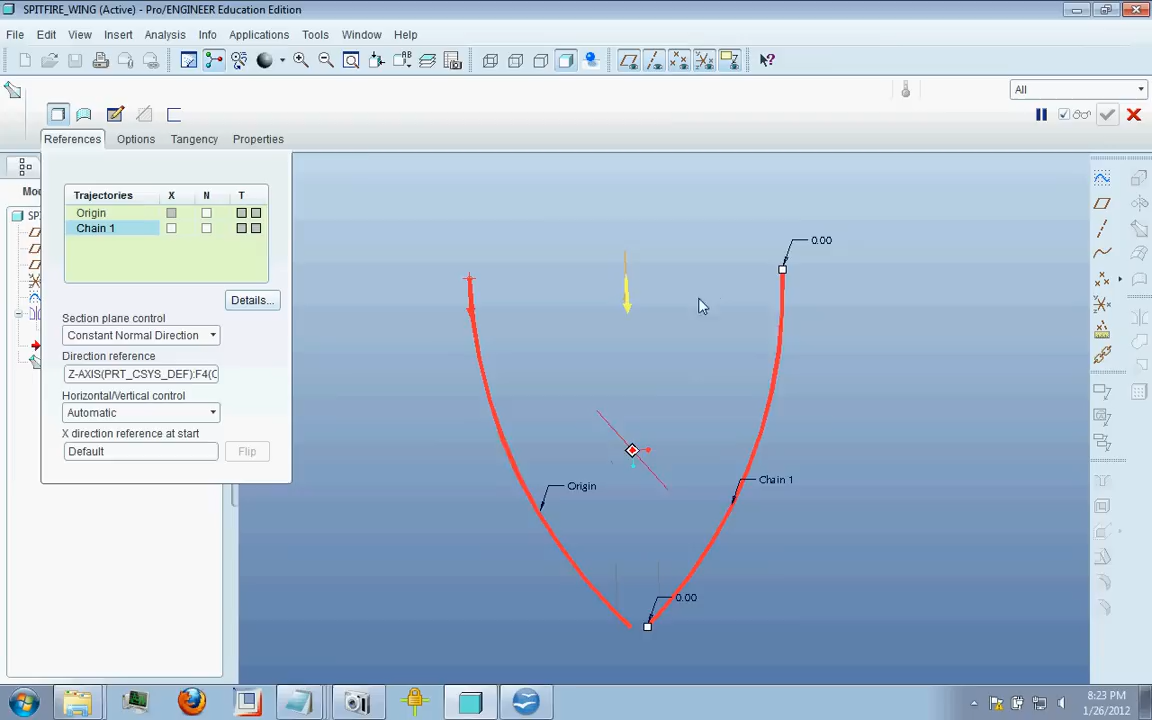 SPITFIRE_WING (Active) - Pro/ENGINEER Education Edition
File Edit View Insert Analysis Info Applications Tools Window Help
All
References Options Tangency Properties
Trajectories X N T
Origin
Chain 1
Details...
Section plane control
Constant Normal Direction
Direction reference
Z-AXIS(PRT_CSYS_DEF):F4(C
Horizontal/Vertical control
Automatic
X direction reference at start
Default
Flip
Mo
SP
0.00
Origin
Chain 1
0.00
8:23 PM
1/26/2012